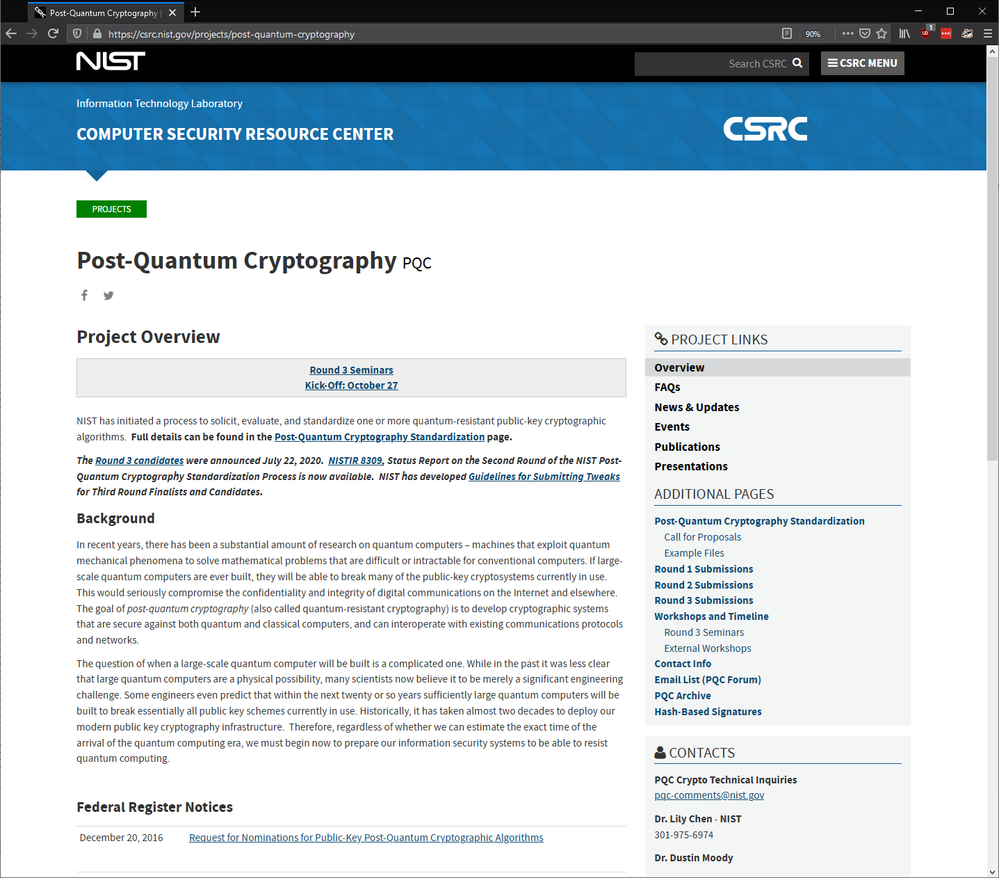 Post-Quantum Cryptography |
https://csrc.nist.gov/projects/post-quantum-cryptography
90%
1
NIST
Search CSRC
CSRC MENU
Information Technology Laboratory
COMPUTER SECURITY RESOURCE CENTER
CSRC
PROJECTS
Post-Quantum Cryptography PQC
Project Overview
Round 3 Seminars
Kick-Off: October 27
NIST has initiated a process to solicit, evaluate, and standardize one or more quantum-resistant public-key cryptographic
algorithms.  Full details can be found in the Post-Quantum Cryptography Standardization page.
The Round 3 candidates were announced July 22, 2020.  NISTIR 8309, Status Report on the Second Round of the NIST Post-
Quantum Cryptography Standardization Process is now available.  NIST has developed Guidelines for Submitting Tweaks
for Third Round Finalists and Candidates.
Background
In recent years, there has been a substantial amount of research on quantum computers – machines that exploit quantum
mechanical phenomena to solve mathematical problems that are difficult or intractable for conventional computers. If large-
scale quantum computers are ever built, they will be able to break many of the public-key cryptosystems currently in use.
This would seriously compromise the confidentiality and integrity of digital communications on the Internet and elsewhere.
The goal of post-quantum cryptography (also called quantum-resistant cryptography) is to develop cryptographic systems
that are secure against both quantum and classical computers, and can interoperate with existing communications protocols
and networks.
The question of when a large-scale quantum computer will be built is a complicated one. While in the past it was less clear
that large quantum computers are a physical possibility, many scientists now believe it to be merely a significant engineering
challenge. Some engineers even predict that within the next twenty or so years sufficiently large quantum computers will be
built to break essentially all public key schemes currently in use. Historically, it has taken almost two decades to deploy our
modern public key cryptography infrastructure.  Therefore, regardless of whether we can estimate the exact time of the
arrival of the quantum computing era, we must begin now to prepare our information security systems to be able to resist
quantum computing.
Federal Register Notices
December 20, 2016 Request for Nominations for Public-Key Post-Quantum Cryptographic Algorithms
PROJECT LINKS
Overview
FAQs
News & Updates
Events
Publications
Presentations
ADDITIONAL PAGES
Post-Quantum Cryptography Standardization
Call for Proposals
Example Files
Round 1 Submissions
Round 2 Submissions
Round 3 Submissions
Workshops and Timeline
Round 3 Seminars
External Workshops
Contact Info
Email List (PQC Forum)
PQC Archive
Hash-Based Signatures
CONTACTS
PQC Crypto Technical Inquiries
pqc-comments@nist.gov
Dr. Lily Chen - NIST
301-975-6974
Dr. Dustin Moody